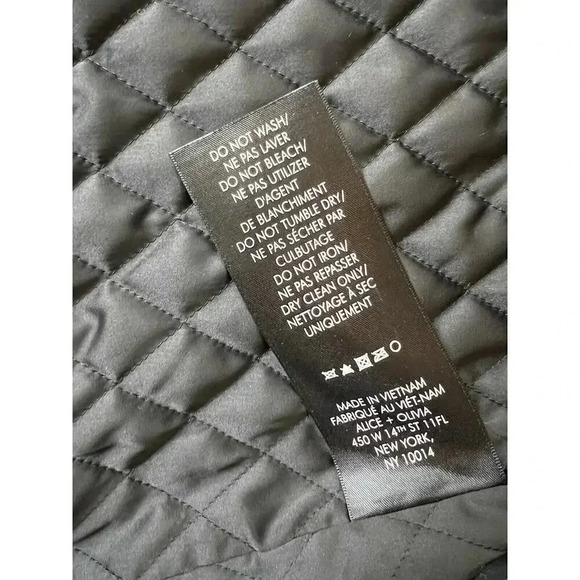 DO NOT WASH/
NE PAS LAVER
DO NOT BLEACH/
NE PAS UTILIZER
D'AGENT
DE BLANCHIMENT
DO NOT TUMBLE DRY/
NE PAS SÉCHER PAR
CULBUTAGE
DO NOT IRON/
NE PAS REPASSER
DRY CLEAN ONLY/
NETTOYAGE À SEC
UNIQUEMENT
MADE IN VIETNAM
FABRIQUÉ AU VIÊT-NAM
ALICE + OLIVIA
450 W 14TH ST 11FL
NEW YORK,
NY 10014